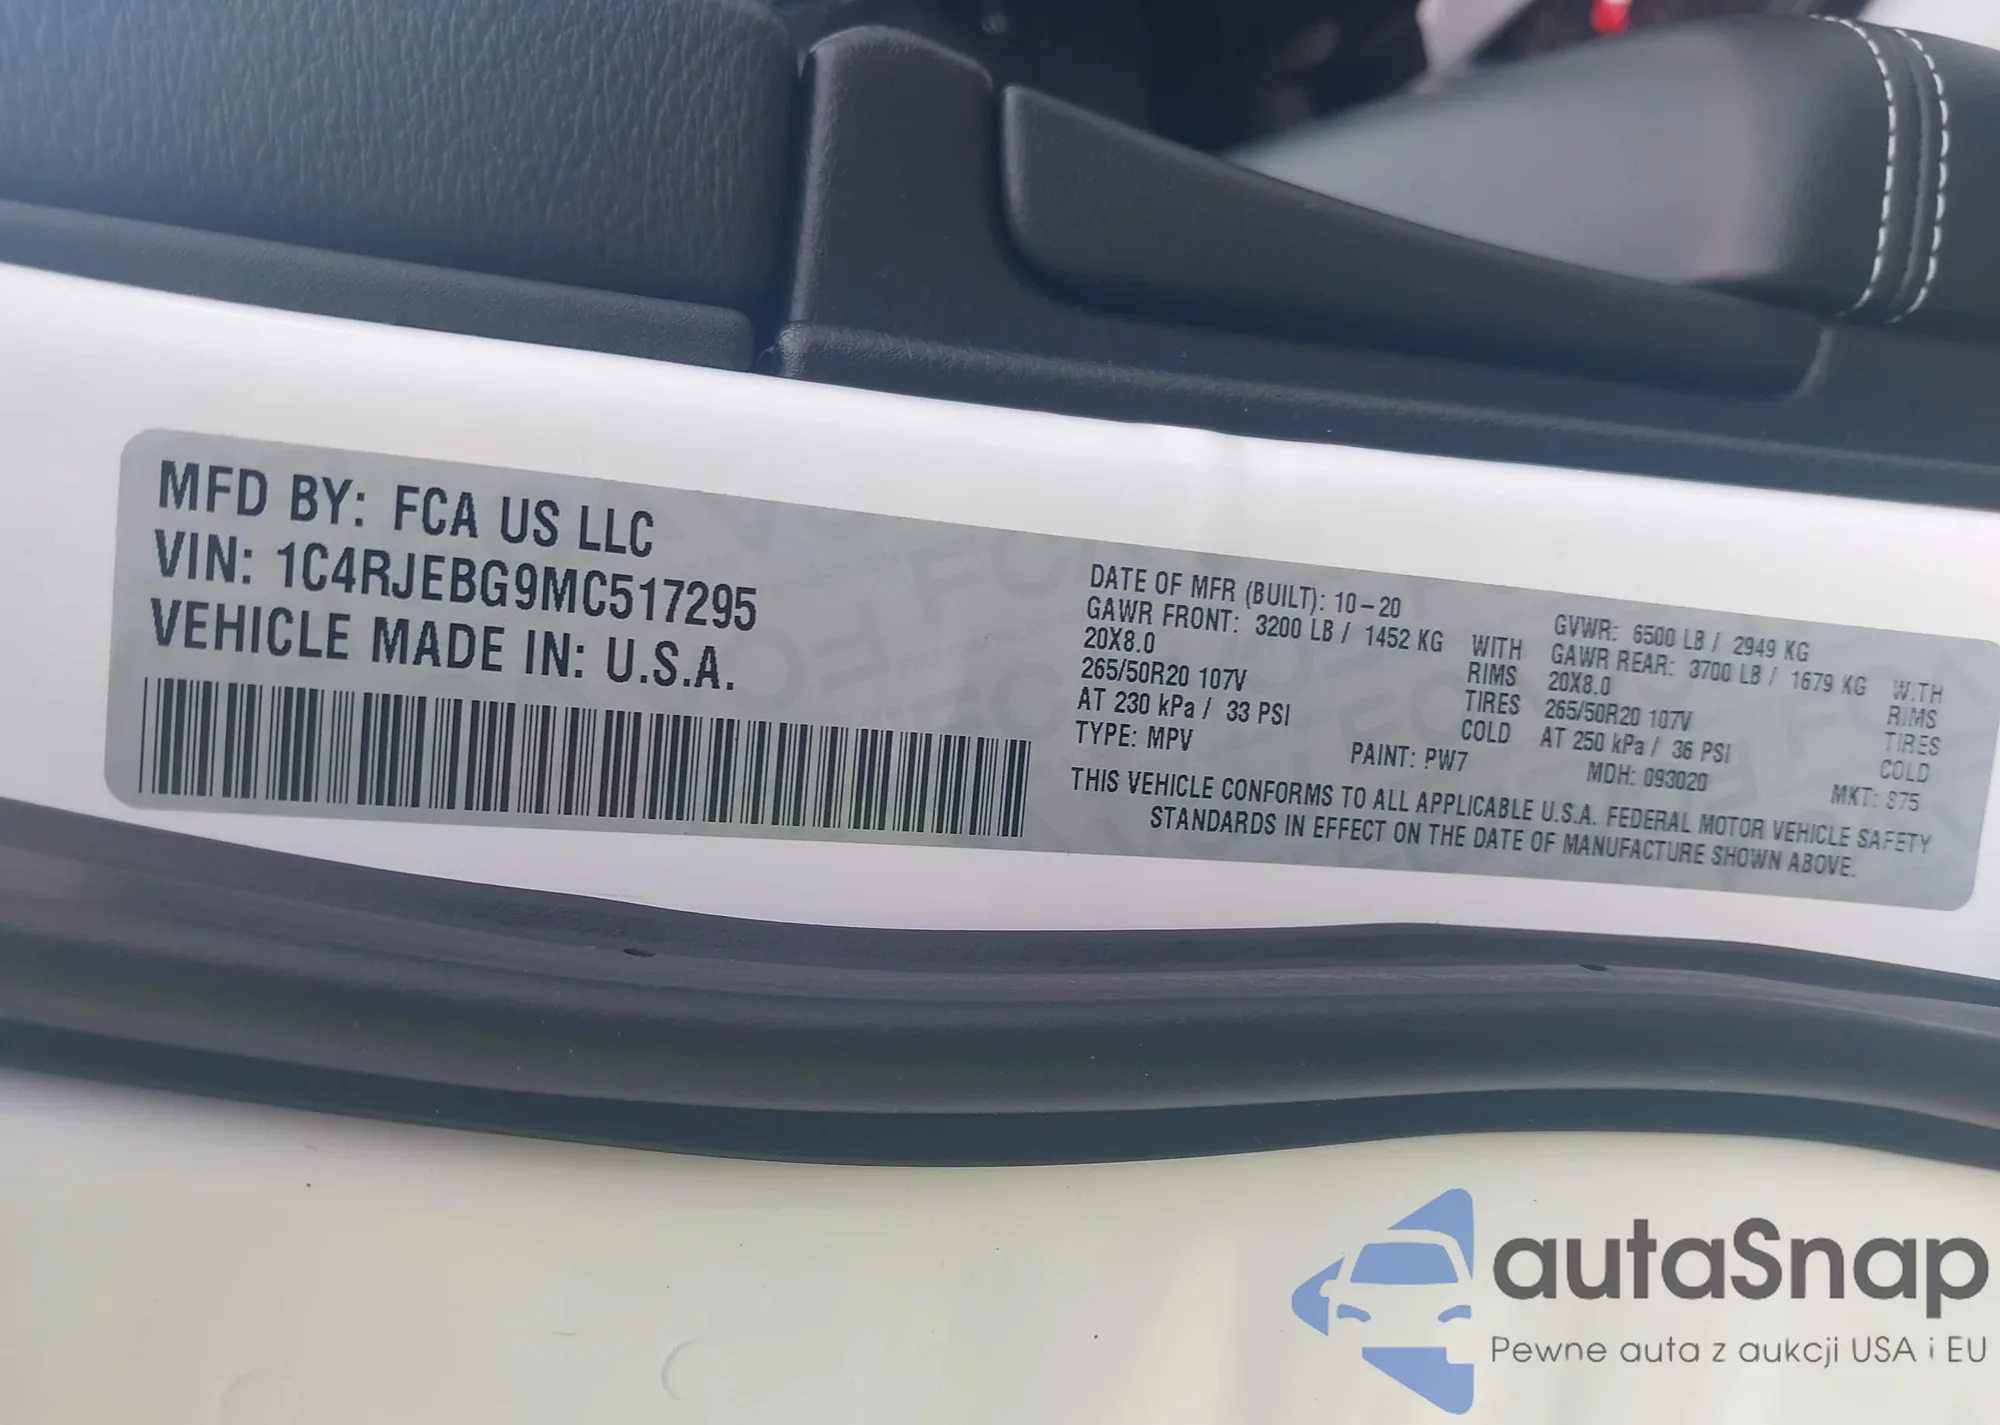 MFD BY: FCA US LLC
VIN: 1C4RJEBG9MC517295
VEHICLE MADE IN: U.S.A.
DATE OF MFR (BUILT): 10-20 GVWR: 6500 LB / 2949 KG
GAWR FRONT: 3200 LB / 1452 KG WITH GAWR REAR: 3700 LB / 1679 KG WITH
20X8.0 RIMS 20X8.0 RIMS
265/50R20 107V TIRES 265/50R20 107V TIRES
AT 230 kPa / 33 PSI COLD AT 250 kPa / 36 PSI COLD
TYPE: MPV PAINT: PW7 MDH: 093020 MKT: 875
THIS VEHICLE CONFORMS TO ALL APPLICABLE U.S.A. FEDERAL MOTOR VEHICLE SAFETY
STANDARDS IN EFFECT ON THE DATE OF MANUFACTURE SHOWN ABOVE.
autaSnap
Pewne auta z aukcji USA i EU